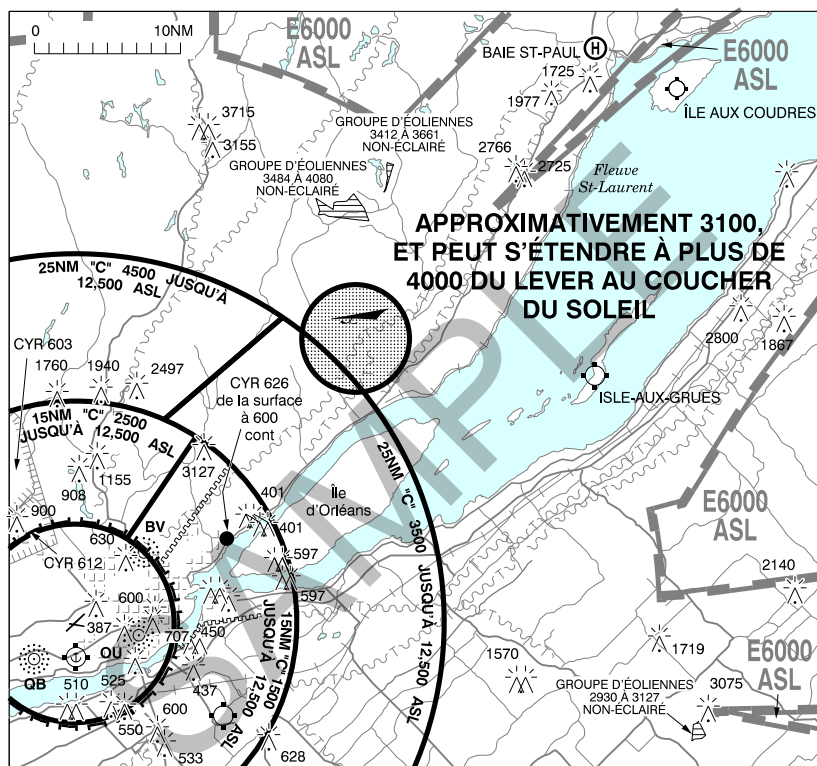 0 10NM
E6000
ASL
BAIE ST-PAUL
H
1725
1977
E6000
ASL
ÎLE AUX COUDRES
3715
3155
GROUPE D'ÉOLIENNES
3412 À 3661
NON-ÉCLAIRÉ
GROUPE D'ÉOLIENNES
3484 À 4080
NON-ÉCLAIRÉ
2766
2725
Fleuve
St-Laurent
APPROXIMATIVEMENT 3100,
ET PEUT S'ÉTENDRE À PLUS DE
4000 DU LEVER AU COUCHER
DU SOLEIL
25NM "C" 4500 JUSQU'À
12,500 ASL
CYR 603
1760
1940
2497
CYR 626
de la surface
à 600
cont
2800
1867
ISLE-AUX-GRUES
15NM "C" 2500
JUSQU'À 12,500 ASL
3127
25NM "C" 3500 JUSQU'À 12,500 ASL
1155
908
900
401
401
Île
d'Orléans
E6000
ASL
BV
630
CYR 612
597
597
2140
600
387
707
450
15NM "C" 1500
JUSQU'À 12,500 ASL
OU
QB
525
510
437
600
550
533
628
1570
1719
GROUPE D'ÉOLIENNES
2930 À 3127
NON-ÉCLAIRÉ
3075
E6000
ASL
SAMPLE